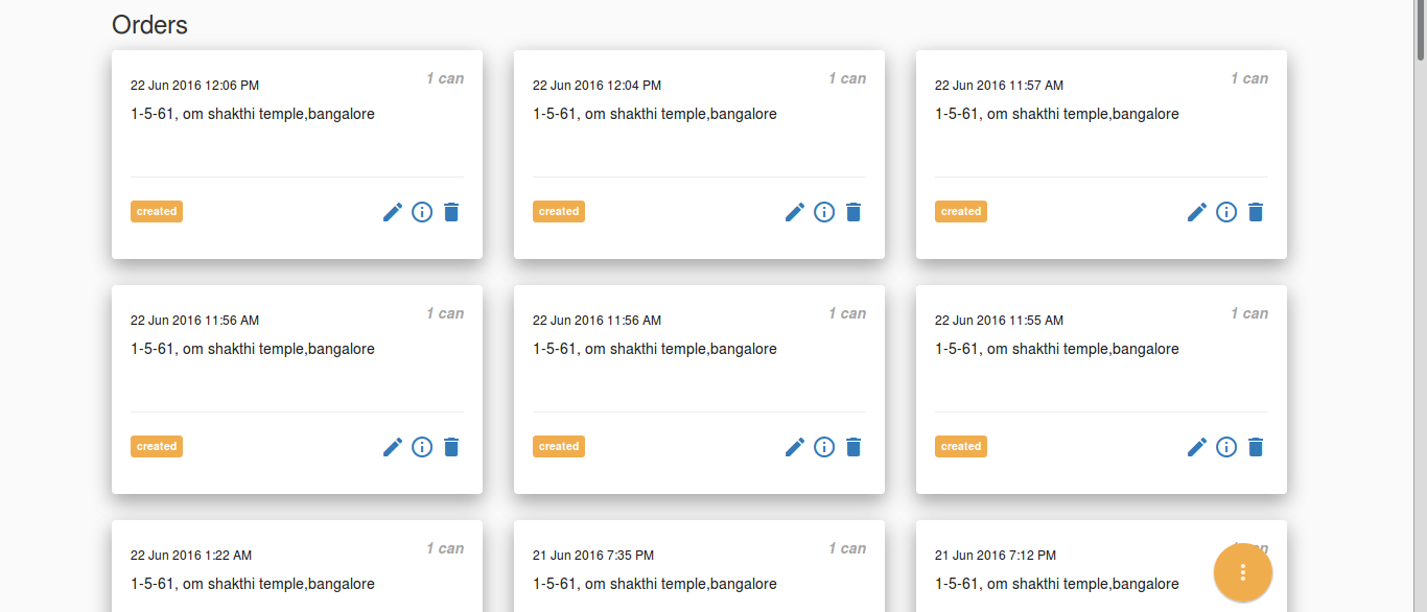 Orders
22 Jun 2016 12:06 PM
1 can
1-5-61, om shakthi temple,bangalore
created
22 Jun 2016 12:04 PM
1 can
1-5-61, om shakthi temple,bangalore
created
22 Jun 2016 11:57 AM
1 can
1-5-61, om shakthi temple,bangalore
created
22 Jun 2016 11:56 AM
1 can
1-5-61, om shakthi temple,bangalore
created
22 Jun 2016 11:56 AM
1 can
1-5-61, om shakthi temple,bangalore
created
22 Jun 2016 11:55 AM
1 can
1-5-61, om shakthi temple,bangalore
created
22 Jun 2016 1:22 AM
1 can
1-5-61, om shakthi temple,bangalore
21 Jun 2016 7:35 PM
1 can
1-5-61, om shakthi temple,bangalore
21 Jun 2016 7:12 PM
1-5-61, om shakthi temple,bangalore